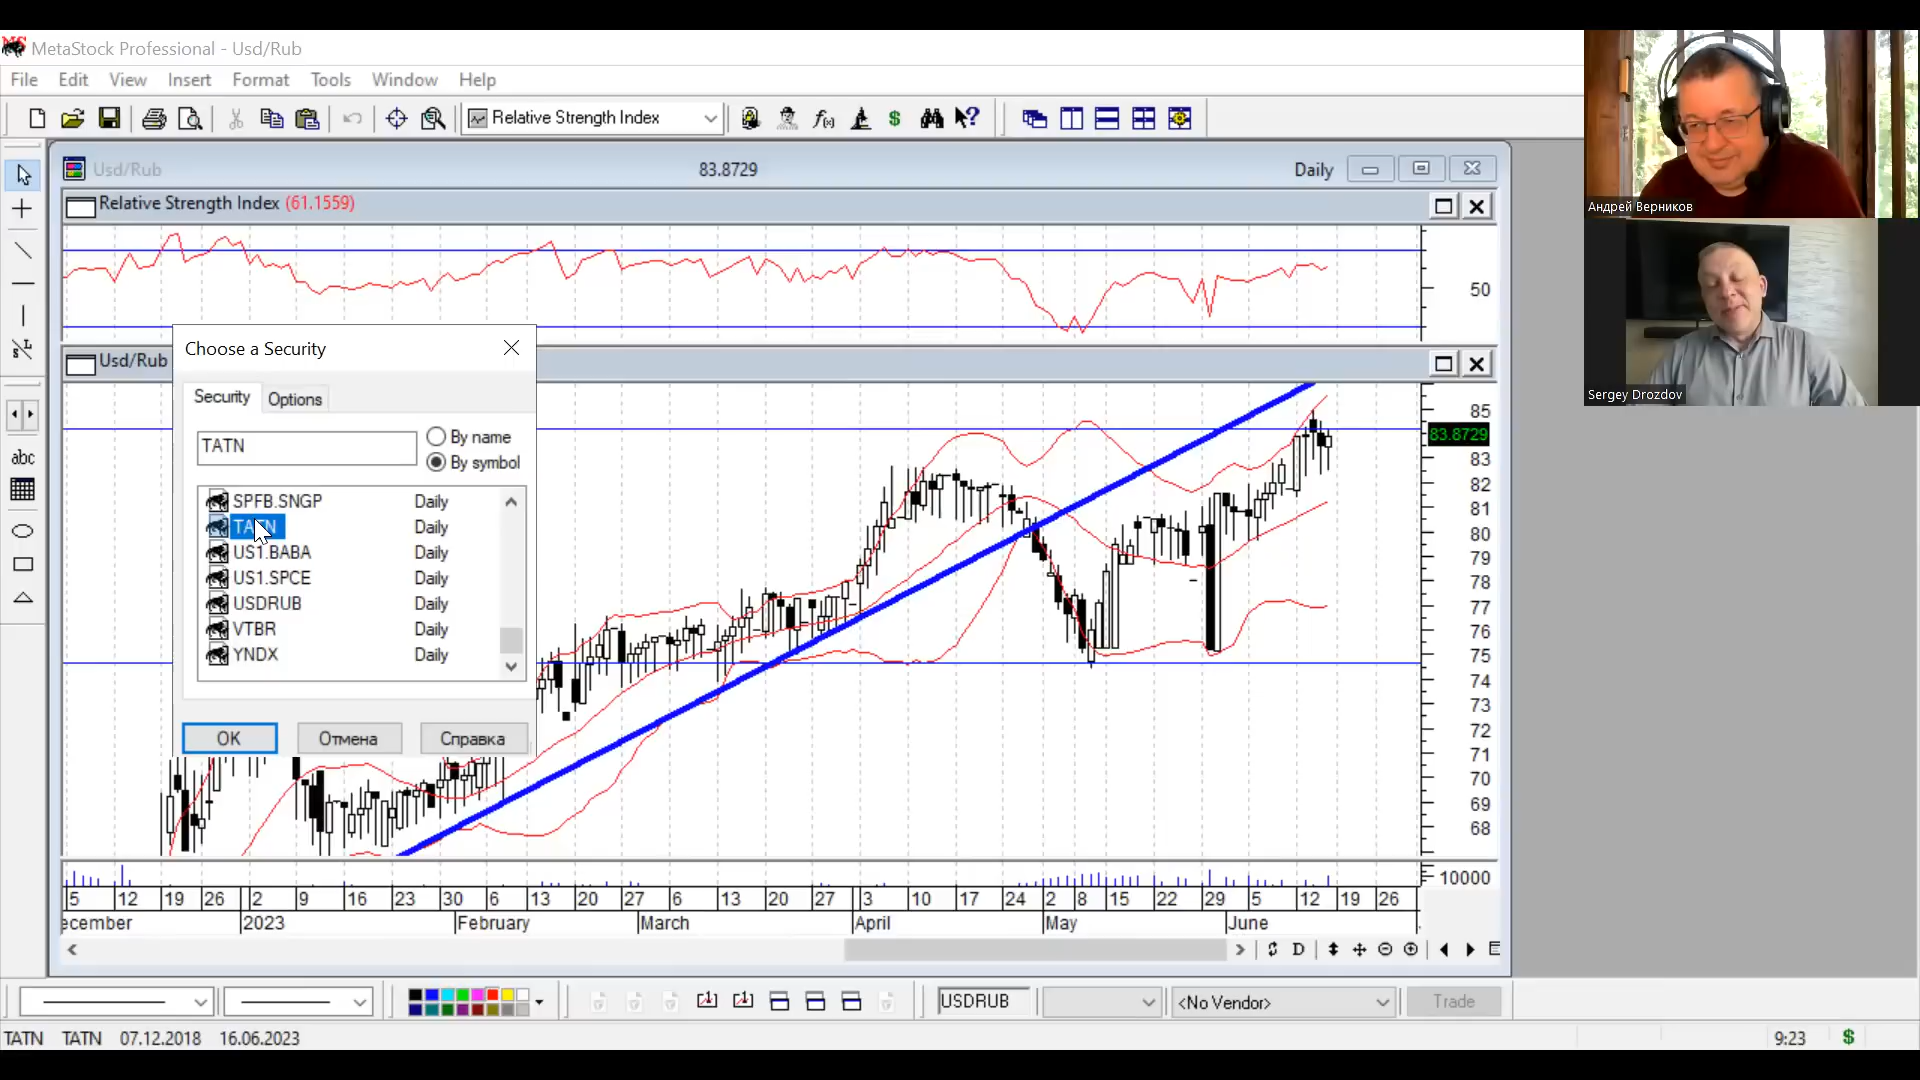 MetaStock Professional - Usd/Rub
File Edit View Insert Format Tools Window Help
Relative Strength Index
Usd/Rub 83.8729 Daily
Relative Strength Index (61.1559)
50
Usd/Rub
Choose a Security
Security Options
TATN
By name
By symbol
SPFB.SNGP Daily
TATN Daily
US1.BABA Daily
US1.SPCE Daily
USDRUB Daily
VTBR Daily
YNDX Daily
OK Отмена Справка
85
83.8729
83
82
81
80
79
78
77
76
75
74
73
72
71
70
69
68
10000
5 12 19 26 2 9 16 23 30 6 13 20 27 6 13 20 27 3 10 17 24 2 8 15 22 29 5 12 19 26
ecember 2023 February March April May June
D
abc
USDRUB <No Vendor> Trade
TATN TATN 07.12.2018 16.06.2023 9:23 $
Андрей Верников
Sergey Drozdov